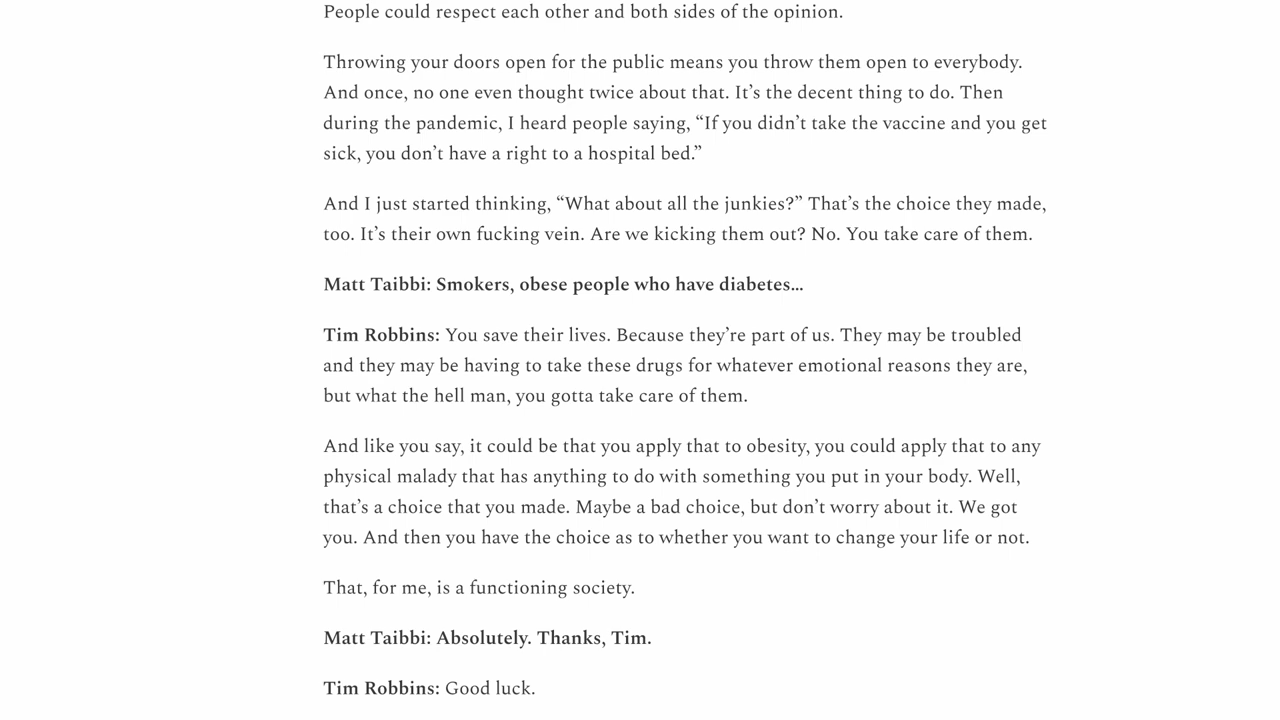 People could respect each other and both sides of the opinion.
Throwing your doors open for the public means you throw them open to everybody.
And once, no one even thought twice about that. It’s the decent thing to do. Then
during the pandemic, I heard people saying, “If you didn’t take the vaccine and you get
sick, you don’t have a right to a hospital bed.”
And I just started thinking, “What about all the junkies?” That’s the choice they made,
too. It’s their own fucking vein. Are we kicking them out? No. You take care of them.
Matt Taibbi: Smokers, obese people who have diabetes...
Tim Robbins: You save their lives. Because they’re part of us. They may be troubled
and they may be having to take these drugs for whatever emotional reasons they are,
but what the hell man, you gotta take care of them.
And like you say, it could be that you apply that to obesity, you could apply that to any
physical malady that has anything to do with something you put in your body. Well,
that’s a choice that you made. Maybe a bad choice, but don’t worry about it. We got
you. And then you have the choice as to whether you want to change your life or not.
That, for me, is a functioning society.
Matt Taibbi: Absolutely. Thanks, Tim.
Tim Robbins: Good luck.